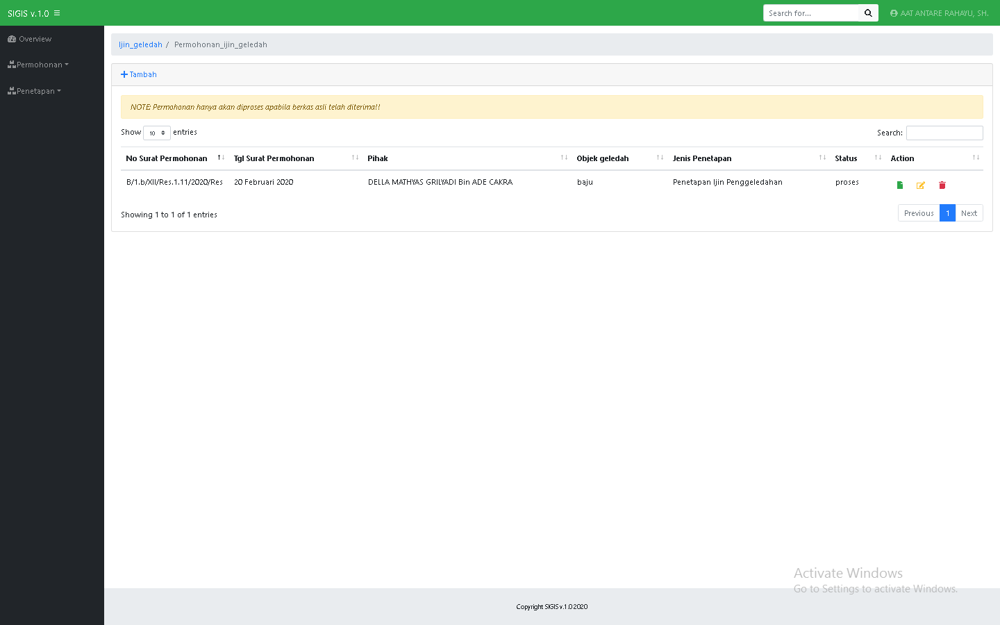 SIGIS v.1.0
Search for...
AAT ANTARE RAHAYU, SH.
Overview
Permohonan
Penetapan
Ijin_geledah / Permohonan_ijin_geledah
Tambah
NOTE: Permohonan hanya akan diproses apabila berkas asli telah diterima!!
Show 10 entries
Search:
No Surat Permohonan Tgl Surat Permohonan Pihak Objek geledah Jenis Penetapan Status Action
B/1.b/XII/Res.1.11/2020/Res 20 Februari 2020 DELLA MATHYAS GRILYADI Bin ADE CAKRA baju Penetapan Ijin Penggeledahan proses
Showing 1 to 1 of 1 entries
Previous 1 Next
Activate Windows
Go to Settings to activate Windows.
Copyright SIGIS v.1.0 2020